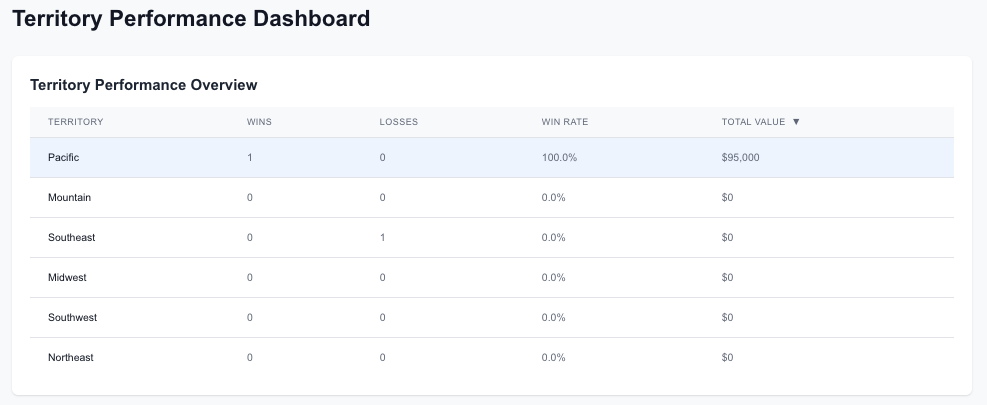 Territory Performance Dashboard
Territory Performance Overview
TERRITORY WINS LOSSES WIN RATE TOTAL VALUE ▼
Pacific 1 0 100.0% $95,000
Mountain 0 0 0.0% $0
Southeast 0 1 0.0% $0
Midwest 0 0 0.0% $0
Southwest 0 0 0.0% $0
Northeast 0 0 0.0% $0